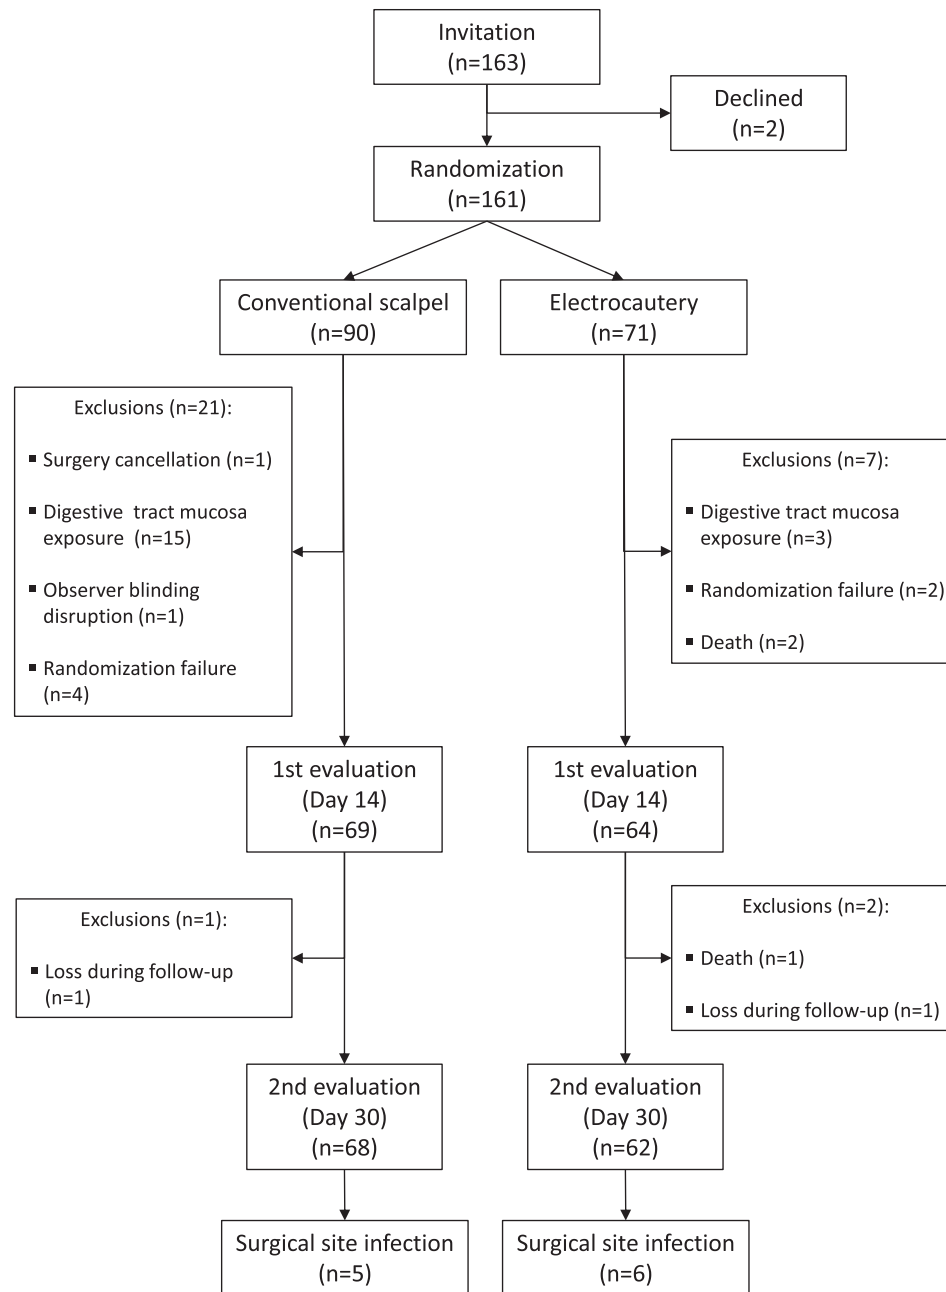 Invitation
(n=163)
Declined
(n=2)
Randomization
(n=161)
Conventional scalpel
(n=90)
Electrocautery
(n=71)
Exclusions (n=21):
▪ Surgery cancellation (n=1)
▪ Digestive tract mucosa
exposure (n=15)
▪ Observer blinding
disruption (n=1)
▪ Randomization failure
(n=4)
Exclusions (n=7):
▪ Digestive tract mucosa
exposure (n=3)
▪ Randomization failure (n=2)
▪ Death (n=2)
1st evaluation
(Day 14)
(n=69)
1st evaluation
(Day 14)
(n=64)
Exclusions (n=1):
▪ Loss during follow-up
(n=1)
Exclusions (n=2):
▪ Death (n=1)
▪ Loss during follow-up (n=1)
2nd evaluation
(Day 30)
(n=68)
2nd evaluation
(Day 30)
(n=62)
Surgical site infection
(n=5)
Surgical site infection
(n=6)